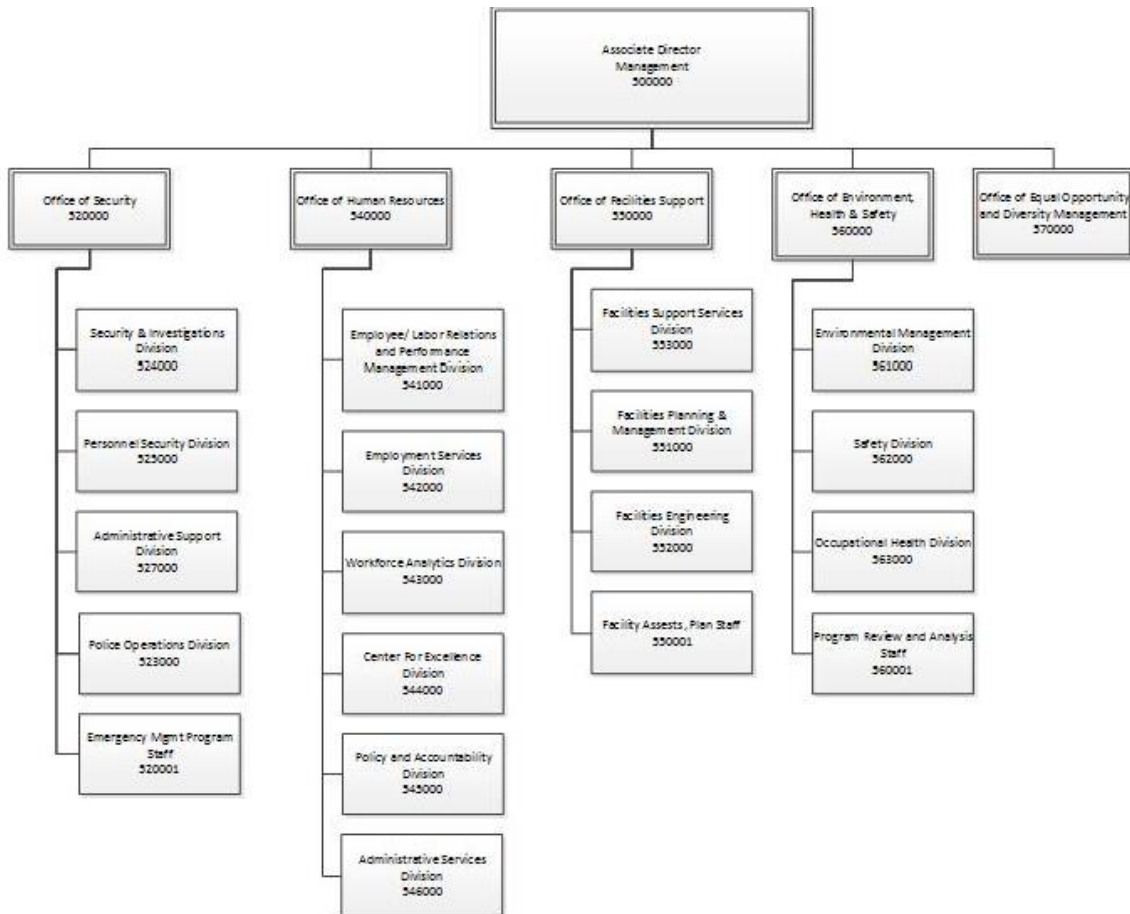 Associate Director
Management
500000
Office of Security
520000
Security & Investigations
Division
524000
Personnel Security Division
525000
Administrative Support
Division
527000
Police Operations Division
523000
Emergency Mgmt Program
Staff
520001
Office of Human Resources
540000
Employee/ Labor Relations
and Performance
Management Division
541000
Employment Services
Division
542000
Workforce Analytics Division
543000
Center For Excellence
Division
544000
Policy and Accountability
Division
545000
Administrative Services
Division
546000
Office of Facilities Support
550000
Facilities Support Services
Division
553000
Facilities Planning &
Management Division
551000
Facilities Engineering
Division
552000
Facility Assests, Plan Staff
550001
Office of Environment,
Health & Safety
560000
Environmental Management
Division
561000
Safety Division
562000
Occupational Health Division
563000
Program Review and Analysis
Staff
560001
Office of Equal Opportunity
and Diversity Management
570000